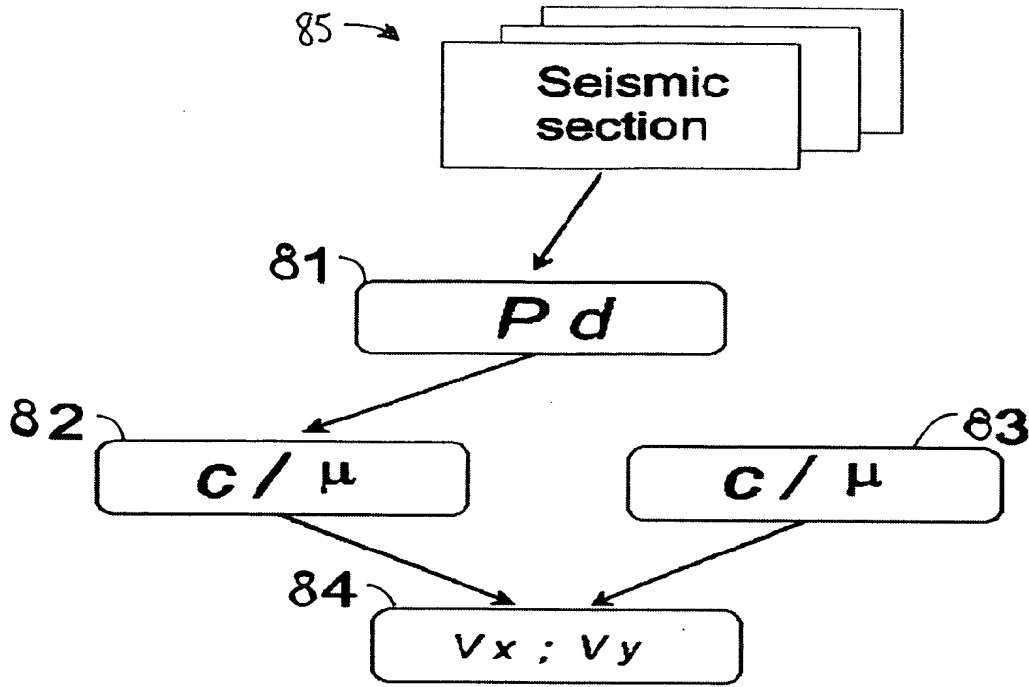 85
Seismic
section
81
P d
82
83
c / μ
c / μ
84
Vx ; Vy